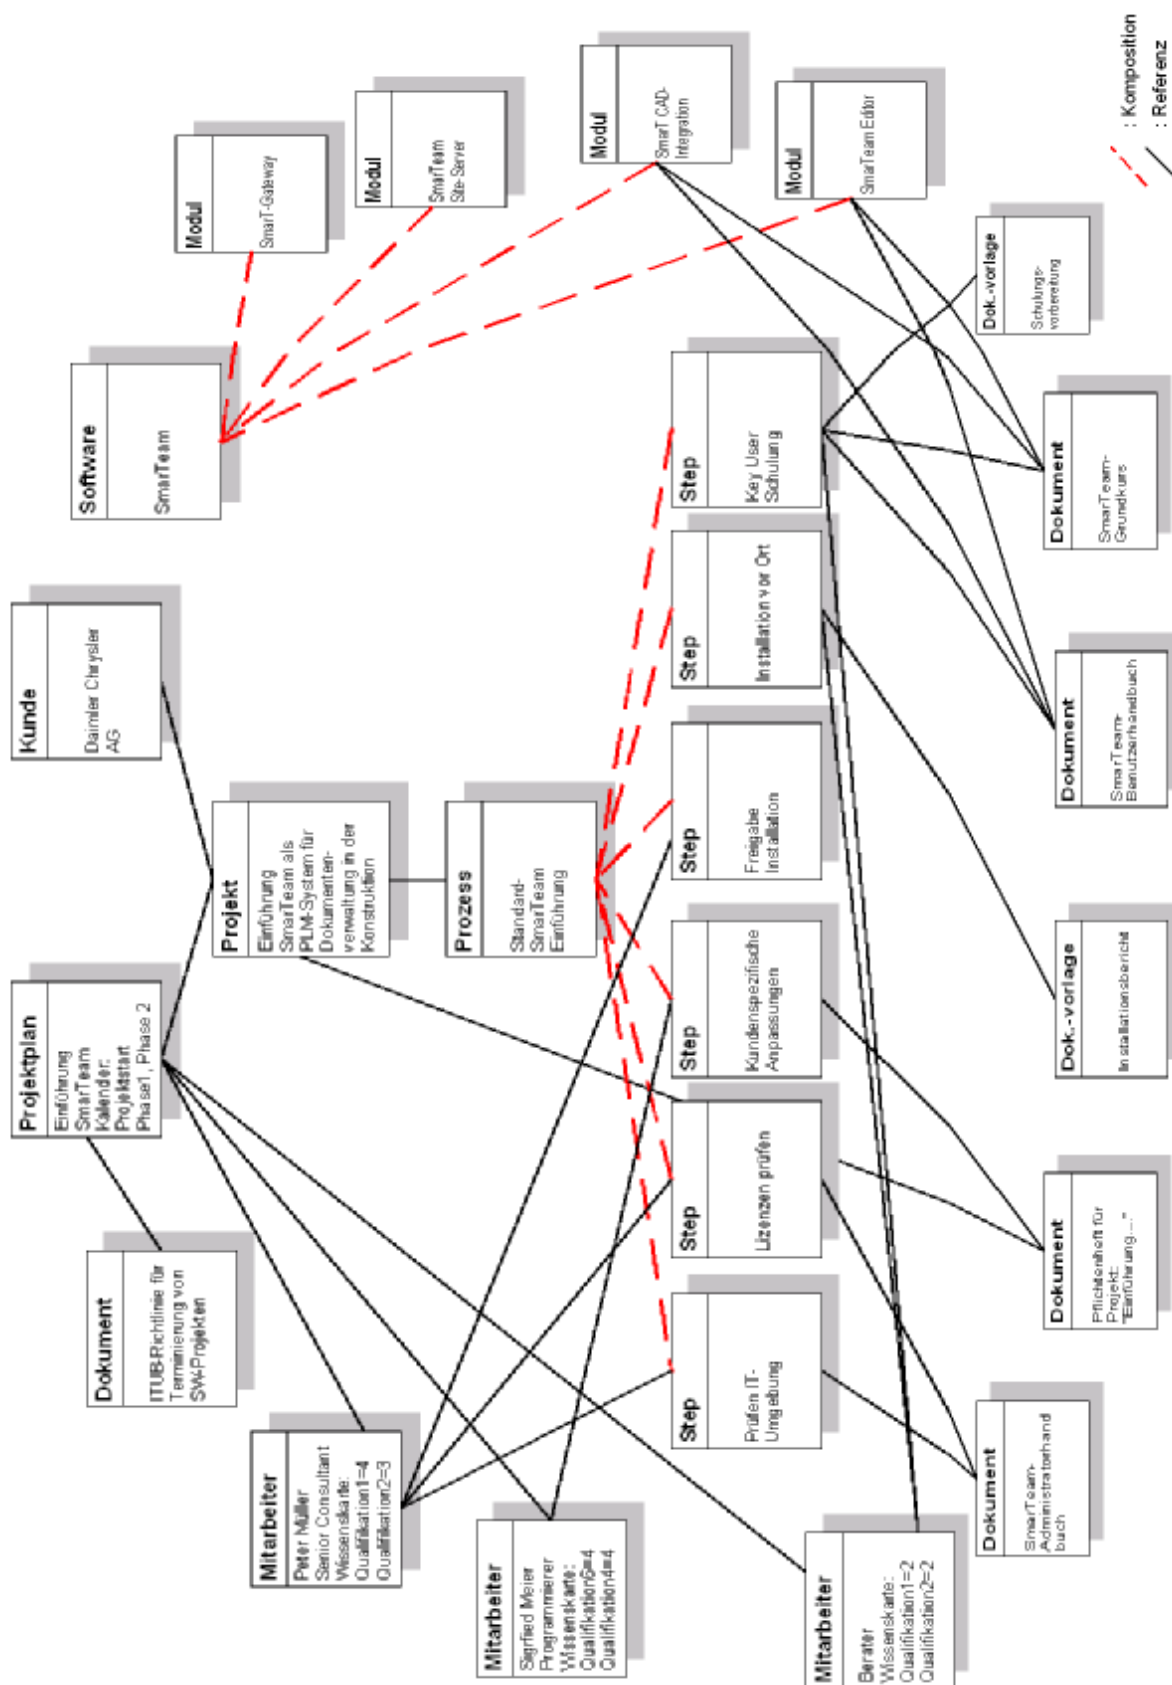 Projektplan
Einführung
SmarTeam
Kalender:
Projektstart
Phase1, Phase 2
Kunde
Daimler Chrysler
AG
Software
SmarTeam
Modul
SmarT-Gateway
Modul
SmarTeam
Site-Server
Modul
SmarT CAD-
Integration
Modul
SmarTeam Editor
Dokument
ITUB-Richtlinie für
Terminierung von
SW-Projekten
Projekt
Einführung
SmarTeam als
PLM-System für
Dokumenten-
verwaltung in der
Konstruktion
Prozess
Standard-
SmarTeam
Einführung
Mitarbeiter
Peter Müller
Senior Consultant
Wissenskarte:
Qualifikation1=4
Qualifikation2=3
Mitarbeiter
Sigfried Meier
Programmierer
Wissenskarte:
Qualifikation6=4
Qualifikation4=4
Mitarbeiter
Berater
Wissenskarte:
Qualifikation1=2
Qualifikation2=2
Step
Prüfen IT-
Umgebung
Step
Lizenzen prüfen
Step
Kundenspezifische
Anpassungen
Step
Freigabe
Installation
Step
Installation vor Ort
Step
Key User
Schulung
Dokument
SmarTeam-
Administratorhand
buch
Dokument
Pflichtenheft für
Projekt:
"Einführung...."
Dok.-vorlage
Installationsbericht
Dokument
SmarTeam-
Benutzerhandbuch
Dokument
SmarTeam-
Grundkurs
Dok.-vorlage
Schulungs-
vorbereitung
: Komposition
: Referenz